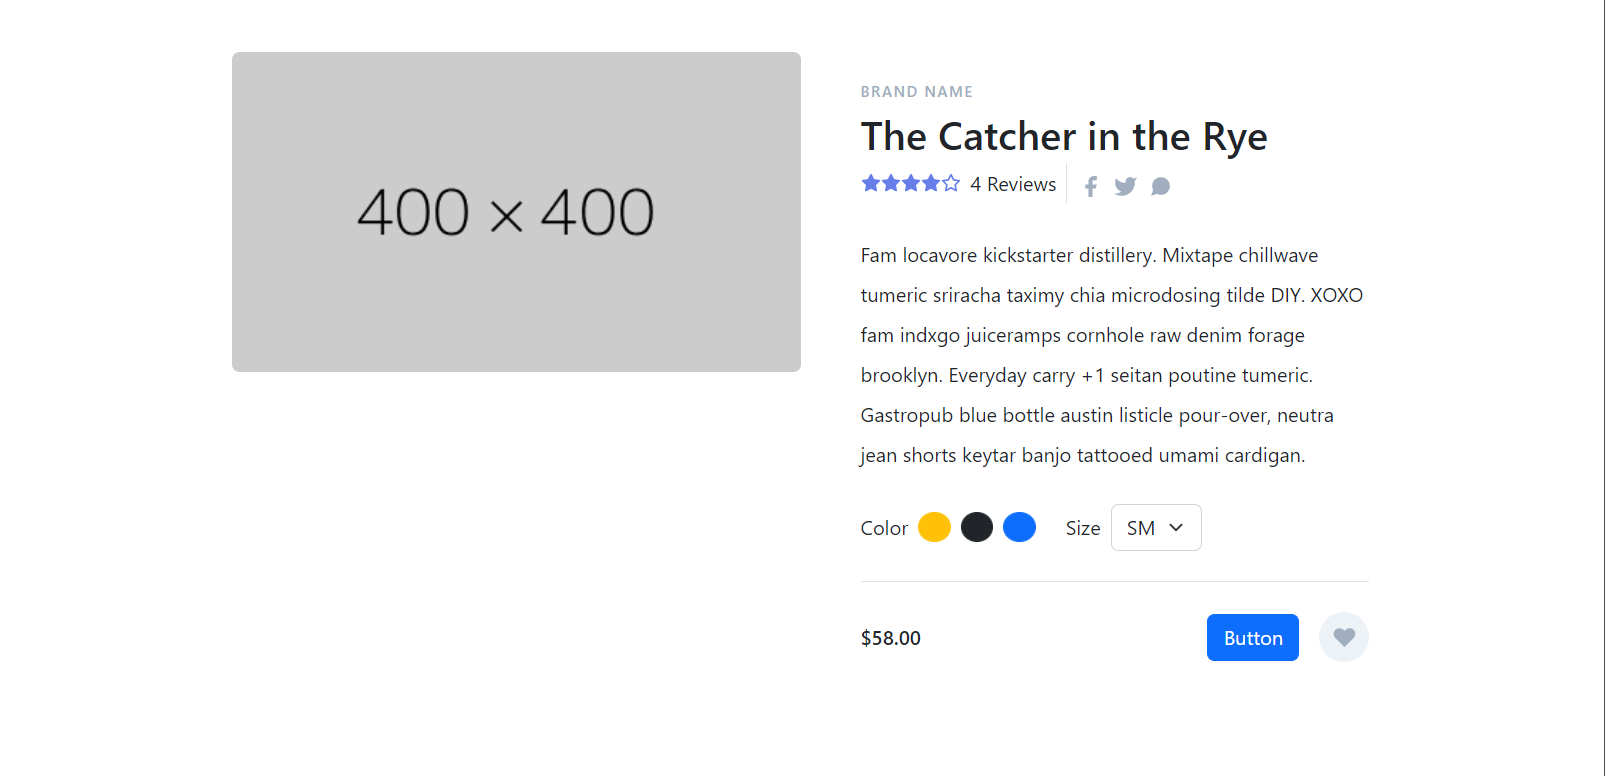 400 × 400
BRAND NAME
The Catcher in the Rye
4 Reviews
Fam locavore kickstarter distillery. Mixtape chillwave
tumeric sriracha taximy chia microdosing tilde DIY. XOXO
fam indxgo juiceramps cornhole raw denim forage
brooklyn. Everyday carry +1 seitan poutine tumeric.
Gastropub blue bottle austin listicle pour-over, neutra
jean shorts keytar banjo tattooed umami cardigan.
Color Size SM
$58.00 Button